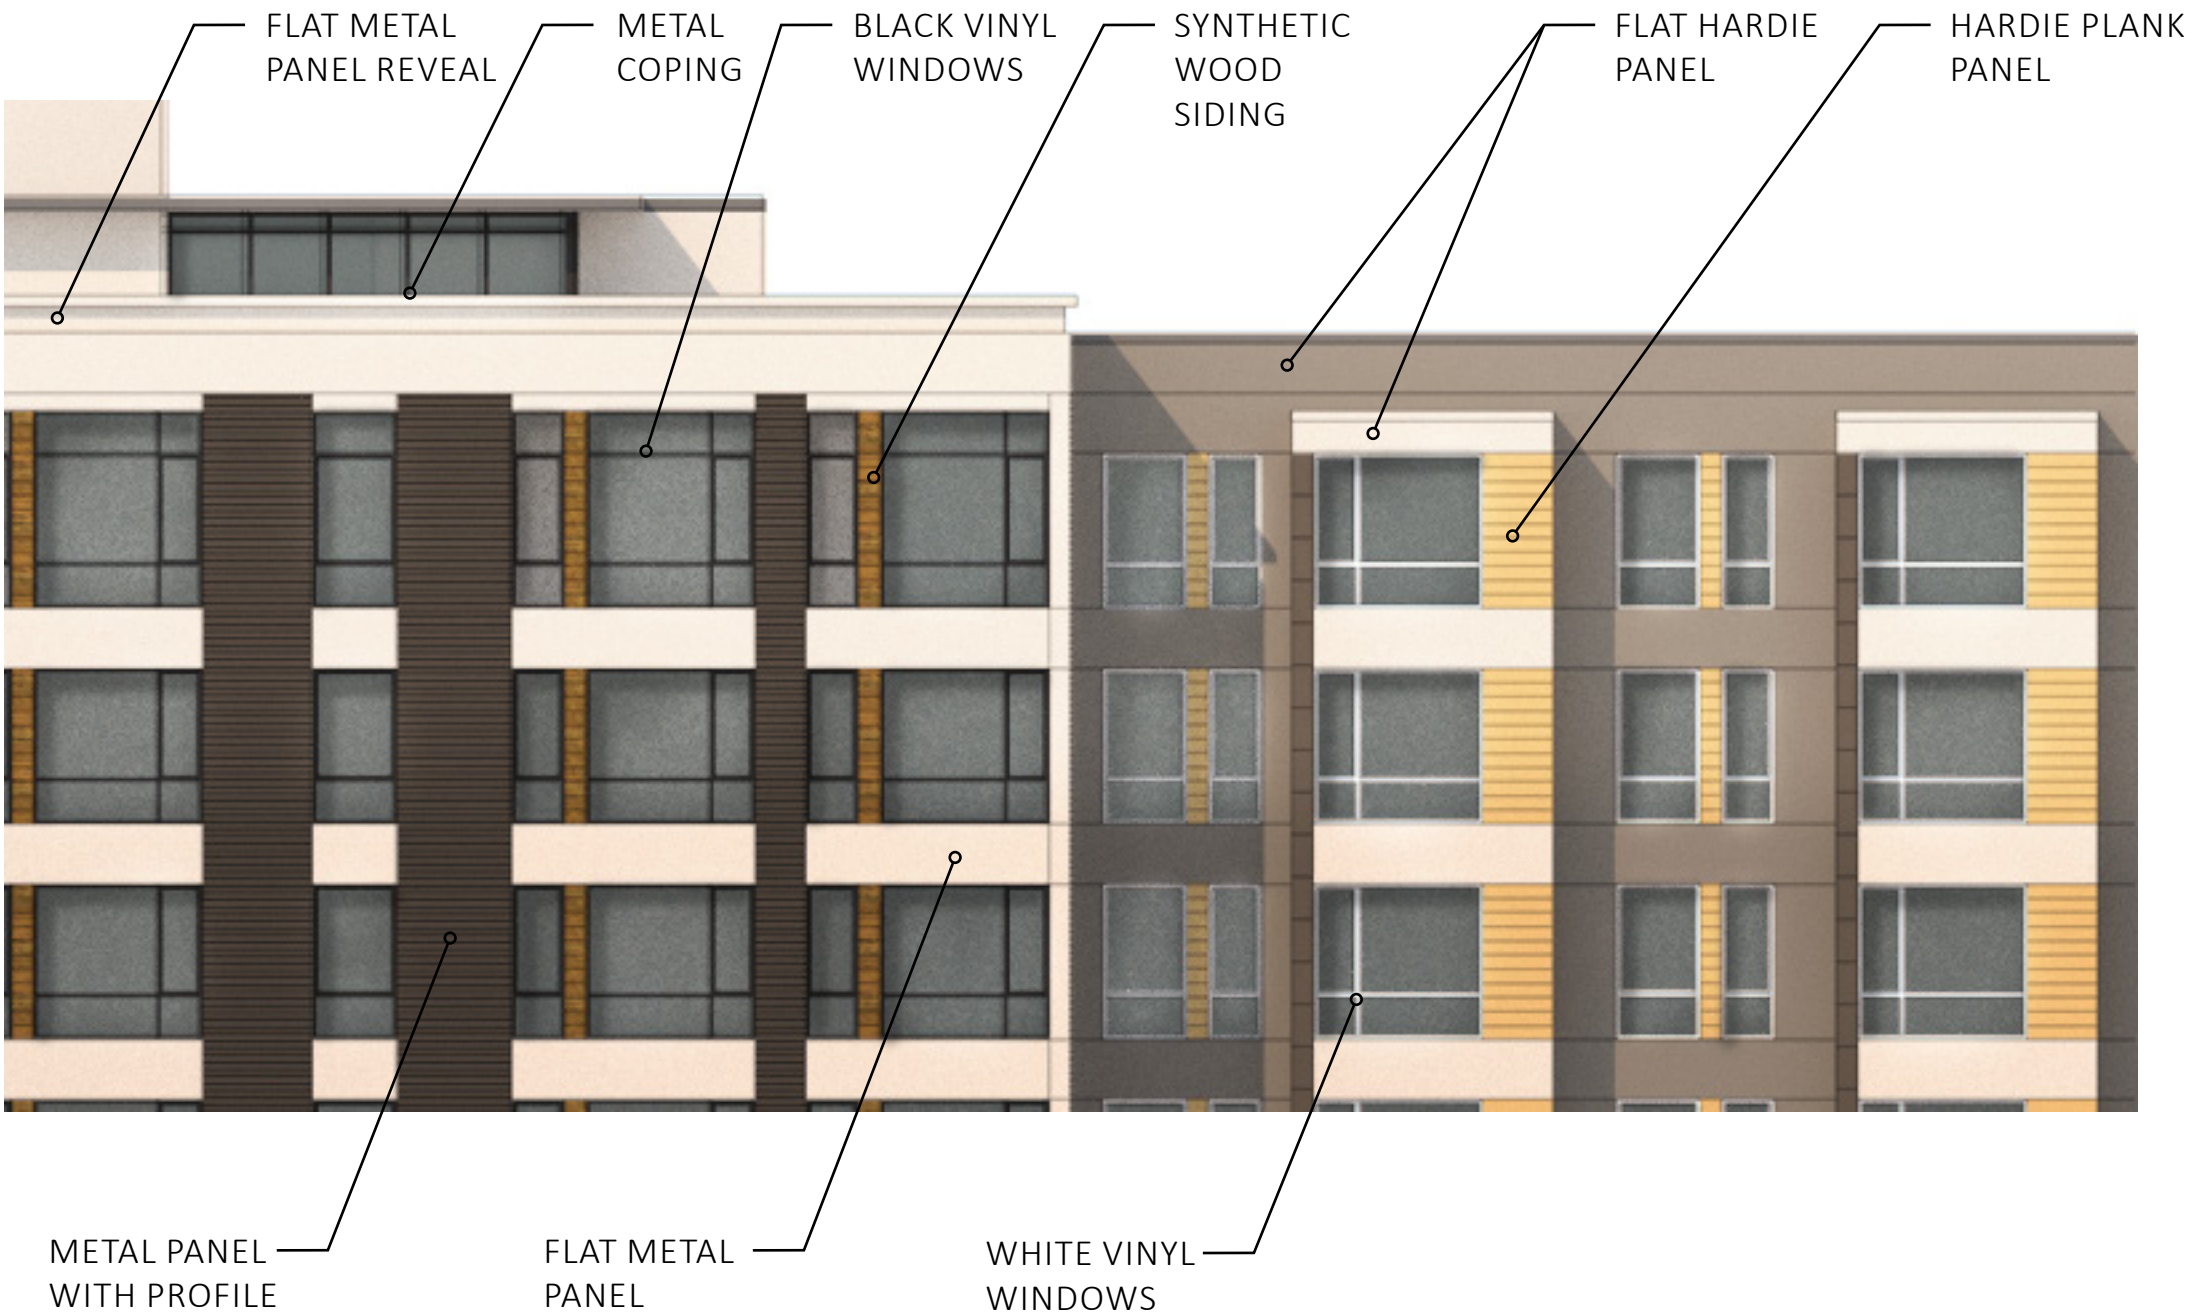 FLAT METAL
PANEL REVEAL
METAL
COPING
BLACK VINYL
WINDOWS
SYNTHETIC
WOOD
SIDING
FLAT HARDIE
PANEL
HARDIE PLANK
PANEL
METAL PANEL
WITH PROFILE
FLAT METAL
PANEL
WHITE VINYL
WINDOWS